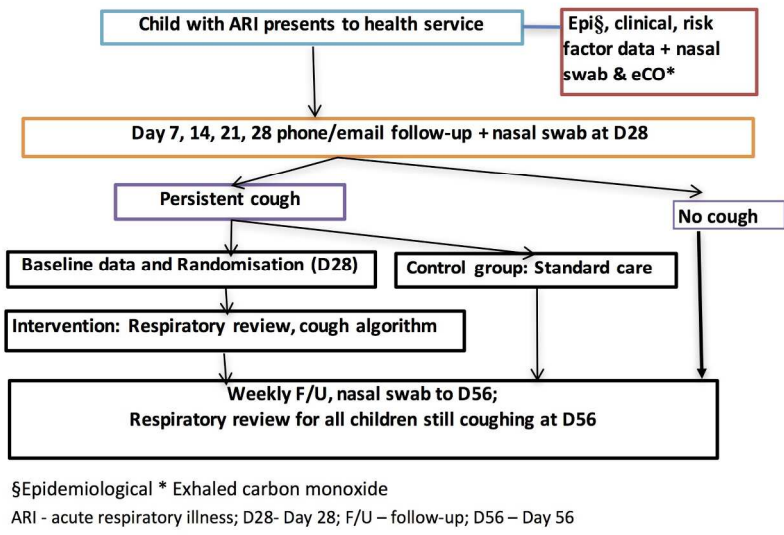 Child with ARI presents to health service
Epi§, clinical, risk
factor data + nasal
swab & eCO*
Day 7, 14, 21, 28 phone/email follow-up + nasal swab at D28
Persistent cough
No cough
Baseline data and Randomisation (D28)
Control group: Standard care
Intervention: Respiratory review, cough algorithm
Weekly F/U, nasal swab to D56;
Respiratory review for all children still coughing at D56
§Epidemiological * Exhaled carbon monoxide
ARI - acute respiratory illness; D28- Day 28; F/U – follow-up; D56 – Day 56